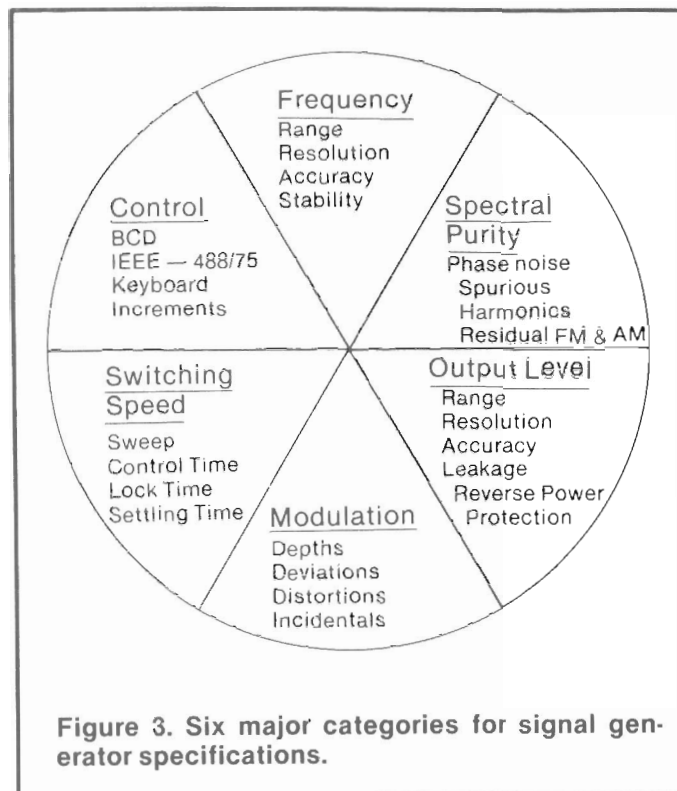 Frequency
Range
Resolution
Accuracy
Stability
Spectral
Purity
Phase noise
Spurious
Harmonics
Residual FM & AM
Output Level
Range
Resolution
Accuracy
Leakage
Reverse Power
Protection
Modulation
Depths
Deviations
Distortions
Incidentals
Switching
Speed
Sweep
Control Time
Lock Time
Settling Time
Control
BCD
IEEE — 488/75
Keyboard
Increments
Figure 3. Six major categories for signal gen-
erator specifications.